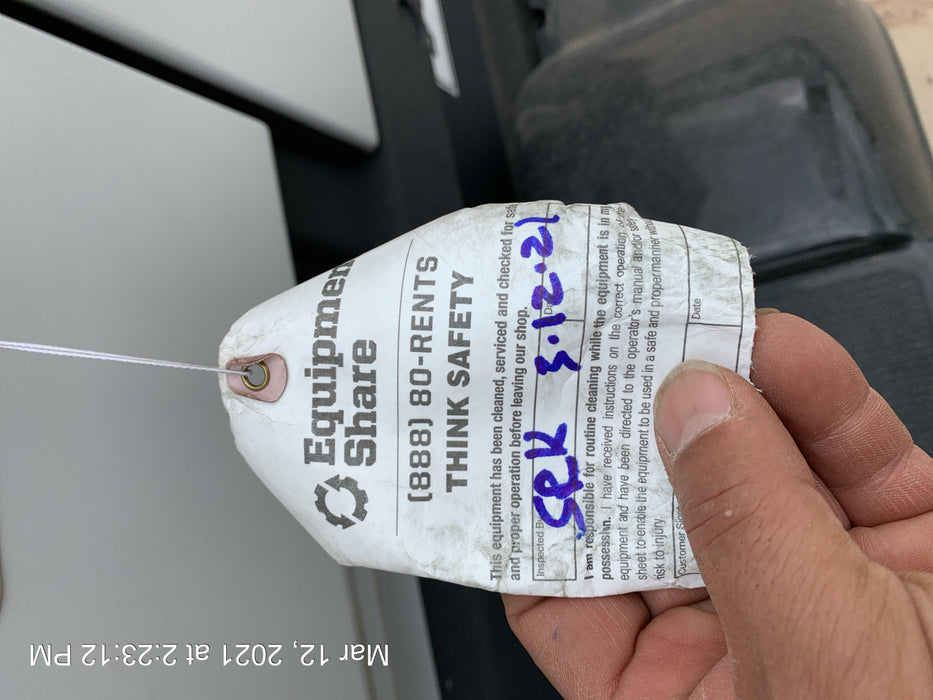 Equipment
Share
(888) 80-RENTS
THINK SAFETY
This equipment has been cleaned, serviced and checked for safe
and proper operation before leaving our shop.
SRK 3·12·21
Inspected By
I am responsible for routine cleaning while the equipment is in my
possession. I have received instructions on the correct operation of the
equipment and have been directed to the operator's manual and/or
sheet to enable the equipment to be used in a safe and proper manner
risk to injury.
Customer Date
Mar 12, 2021 at 2:23:12 PM